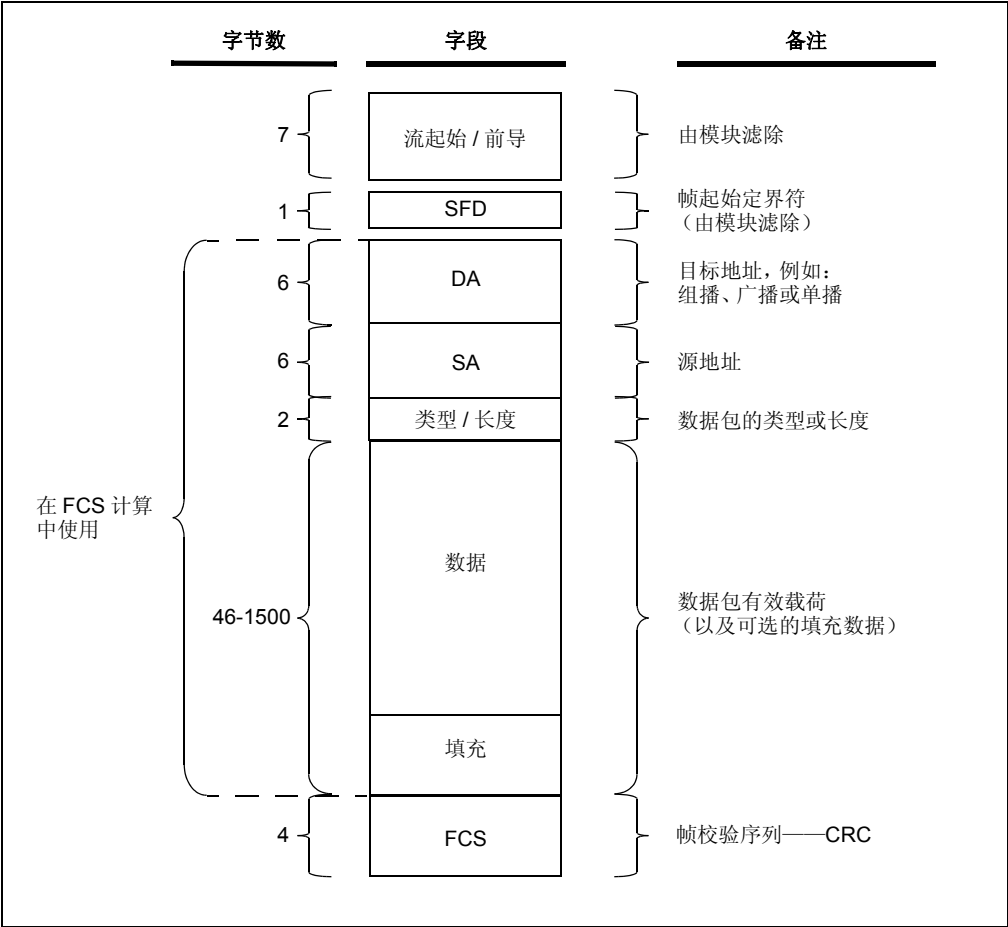 字节数 字段 备注
7 流起始 / 前导 由模块滤除
1 SFD 帧起始定界符
（由模块滤除）
6 DA 目标地址，例如：
组播、广播或单播
6 SA 源地址
2 类型 / 长度 数据包的类型或长度
在 FCS 计算
中使用
数据
46-1500 数据包有效载荷
（以及可选的填充数据）
填充
4 FCS 帧校验序列——CRC